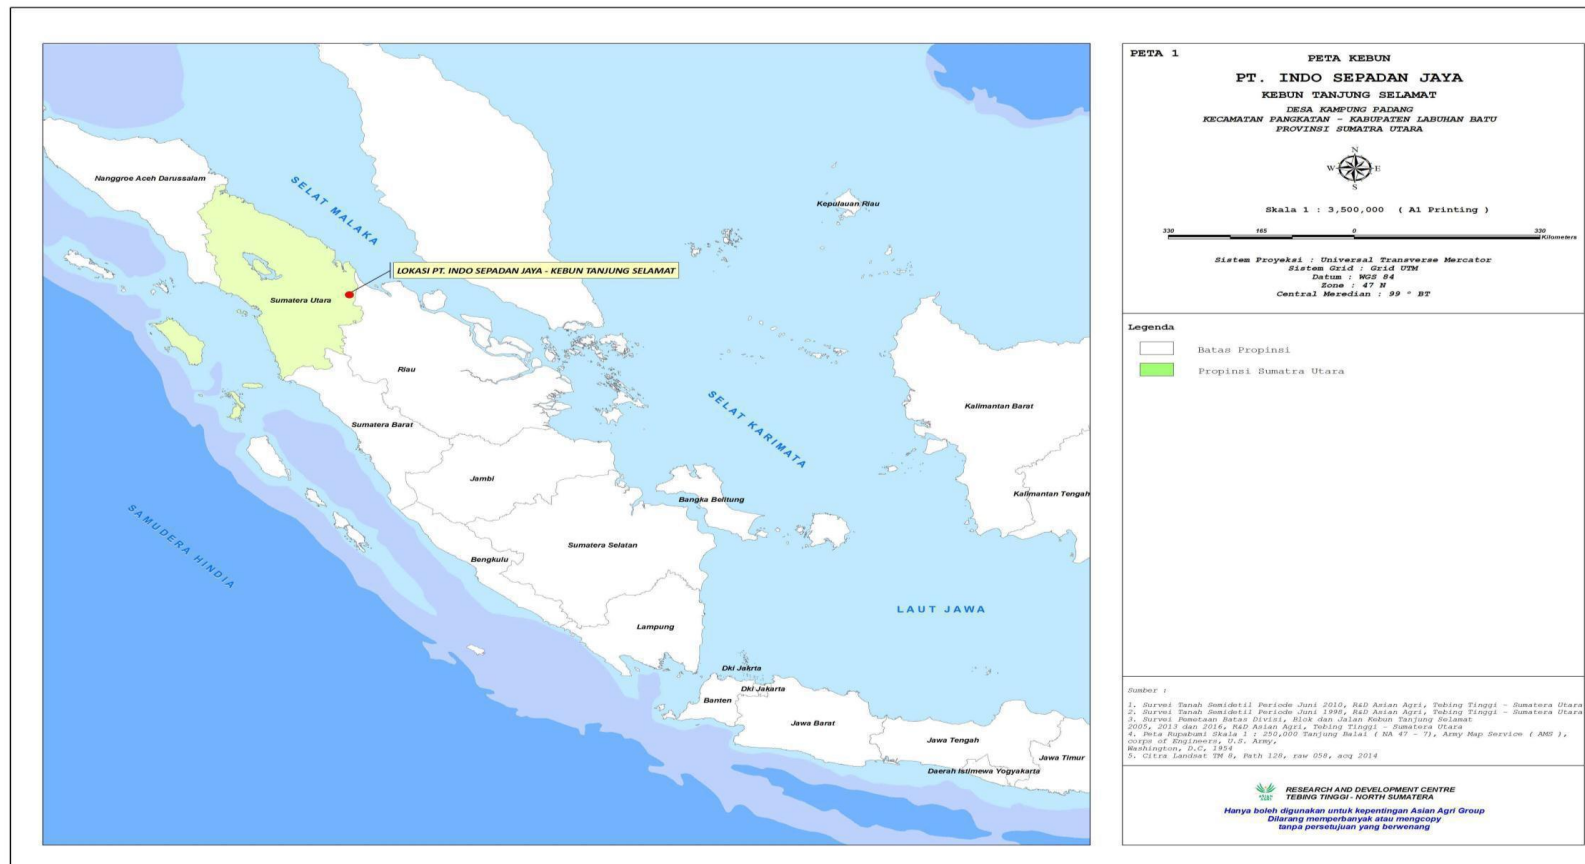 Nanggroe Aceh Darussalam
SELAT MALAKA
Kepulauan Riau
LOKASI PT. INDO SEPADAN JAYA - KEBUN TANJUNG SELAMAT
Sumatera Utara
Riau
Sumatera Barat
SELAT KARIMATA
Kalimantan Barat
Jambi
Bangka Belitung
Kalimantan Tengah
SAMUDERA HINDIA
Sumatera Selatan
Bengkulu
LAUT JAWA
Lampung
Dki Jakrta
Dki Jakarta
Banten
Jawa Barat
Jawa Tengah
Jawa Timur
Daerah Istimewa Yogyakarta
PETA 1
PETA KEBUN
PT. INDO SEPADAN JAYA
KEBUN TANJUNG SELAMAT
DESA KAMPUNG PADANG
KECAMATAN PANGKATAN - KABUPATEN LABUHAN BATU
PROVINSI SUMATRA UTARA
N
W E
S
Skala 1 : 3,500,000 ( A1 Printing )
330 165 0 330
Kilometers
Sistem Proyeksi : Universal Transverse Mercator
Sistem Grid : Grid UTM
Datum : WGS 84
Zone : 47 N
Central Meredian : 99 ° BT
Legenda
Batas Propinsi
Propinsi Sumatra Utara
Sumber :
1. Survei Tanah Semidetil Periode Juni 2010, R&D Asian Agri, Tebing Tinggi - Sumatera Utara
2. Survei Tanah Semidetil Periode Juni 1998, R&D Asian Agri, Tebing Tinggi - Sumatera Utara
3. Survei Pemetaan Batas Divisi, Blok dan Jalan Kebun Tanjung Selamat
2005, 2013 dan 2016, R&D Asian Agri, Tebing Tinggi - Sumatera Utara
4. Peta Rupabumi Skala 1 : 250,000 Tanjung Balai ( NA 47 - 7), Army Map Service ( AMS ),
corps of Engineers, U.S. Army,
Washington, D.C, 1954
5. Citra Landsat TM 8, Path 128, raw 058, acq 2014
ASIAN AGRI
RESEARCH AND DEVELOPMENT CENTRE
TEBING TINGGI - NORTH SUMATERA
Hanya boleh digunakan untuk kepentingan Asian Agri Group
Dilarang memperbanyak atau mengcopy
tanpa persetujuan yang berwenang